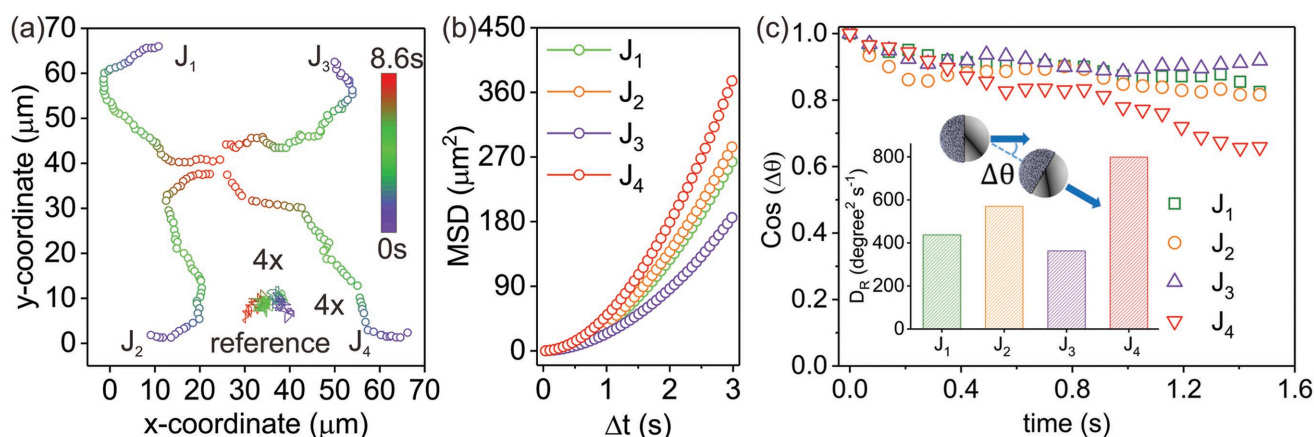 (a)
70
60
50
40
30
20
10
0
y-coordinate (μm)
0 10 20 30 40 50 60 70
x-coordinate (μm)
J1
J3
J2
J4
8.6s
0s
4x
4x
reference
(b)
450
360
270
180
90
0
MSD (μm²)
0 1 2 3
Δt (s)
J1
J2
J3
J4
(c)
1.0
0.8
0.6
0.4
0.2
0.0
Cos (Δθ)
0.0 0.4 0.8 1.2 1.6
time (s)
Δθ
800
600
400
200
0
DR (degree² s⁻¹)
J1 J2 J3 J4
J1
J2
J3
J4